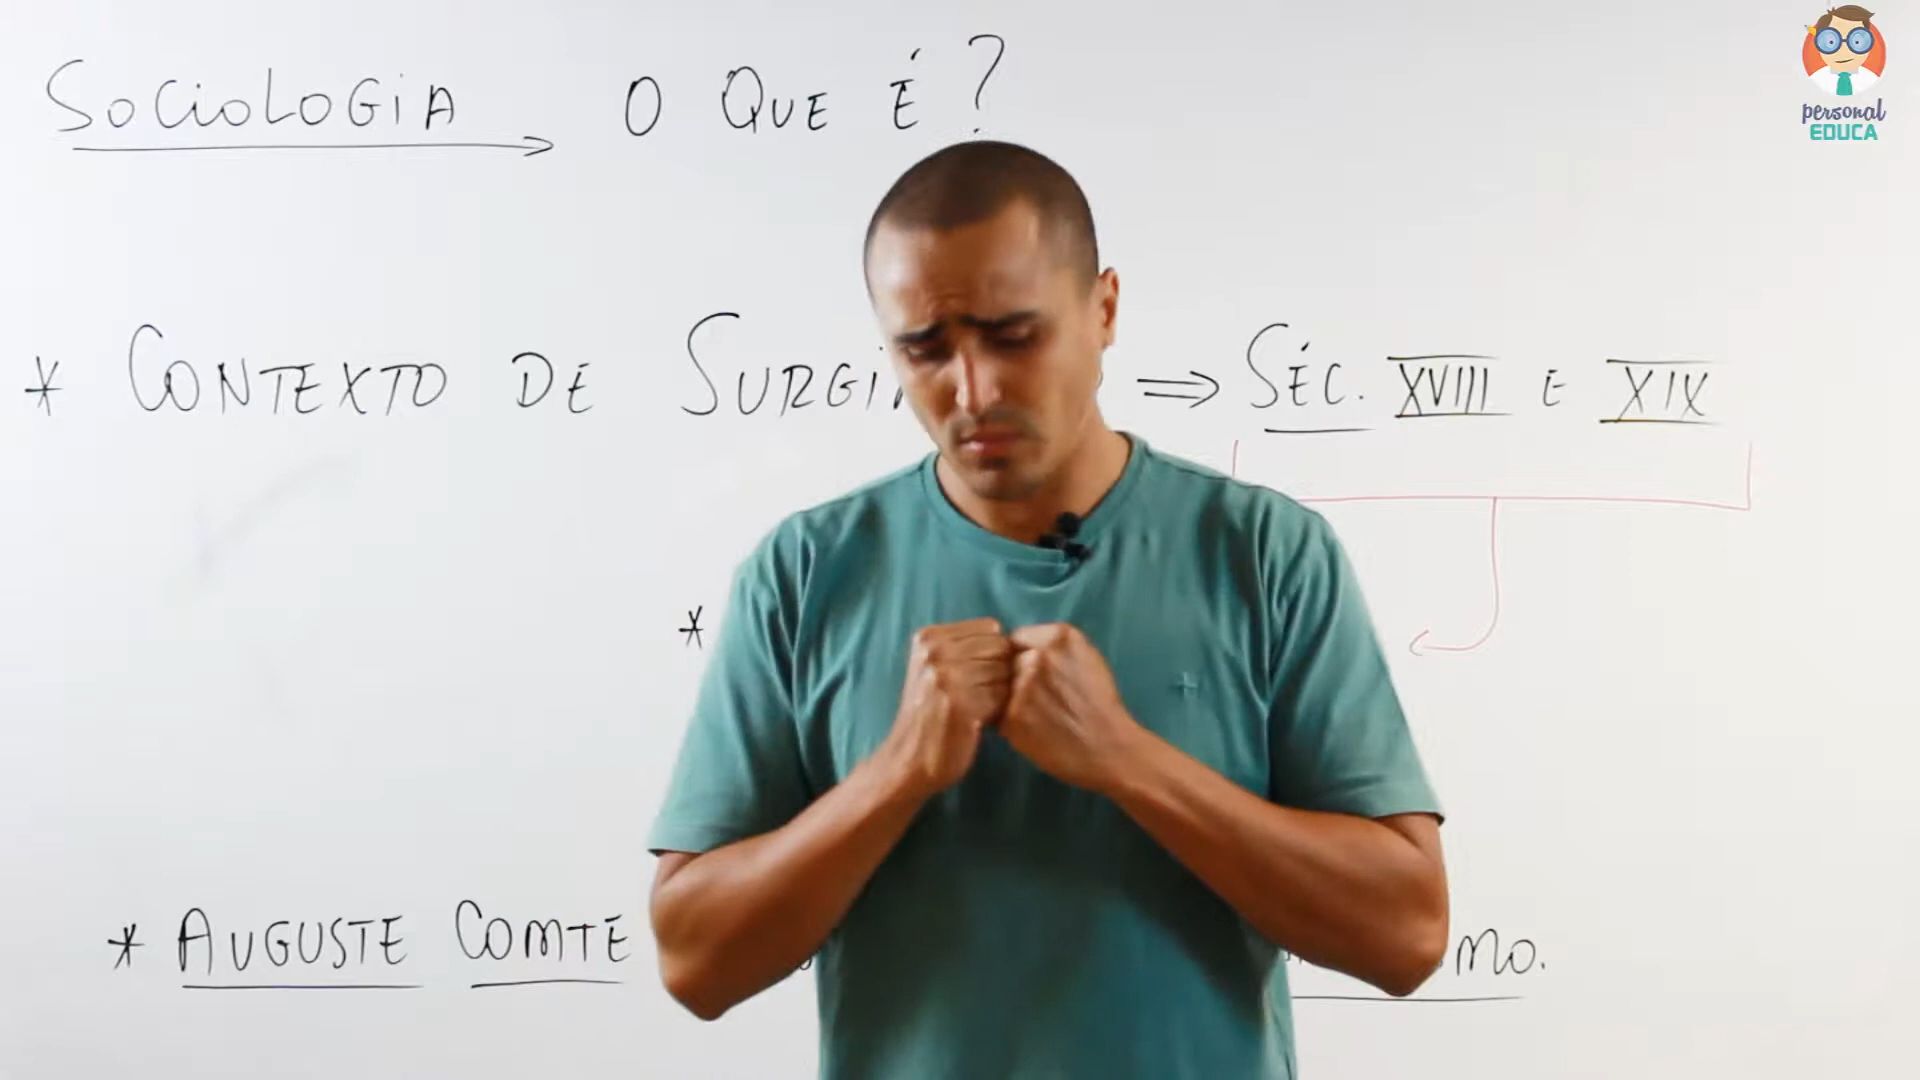 Sociologia O que é?
personal
EDUCA
* Contexto de Surgi ⇒ Séc. XVIII e XIX
*
* Auguste Comte mo.